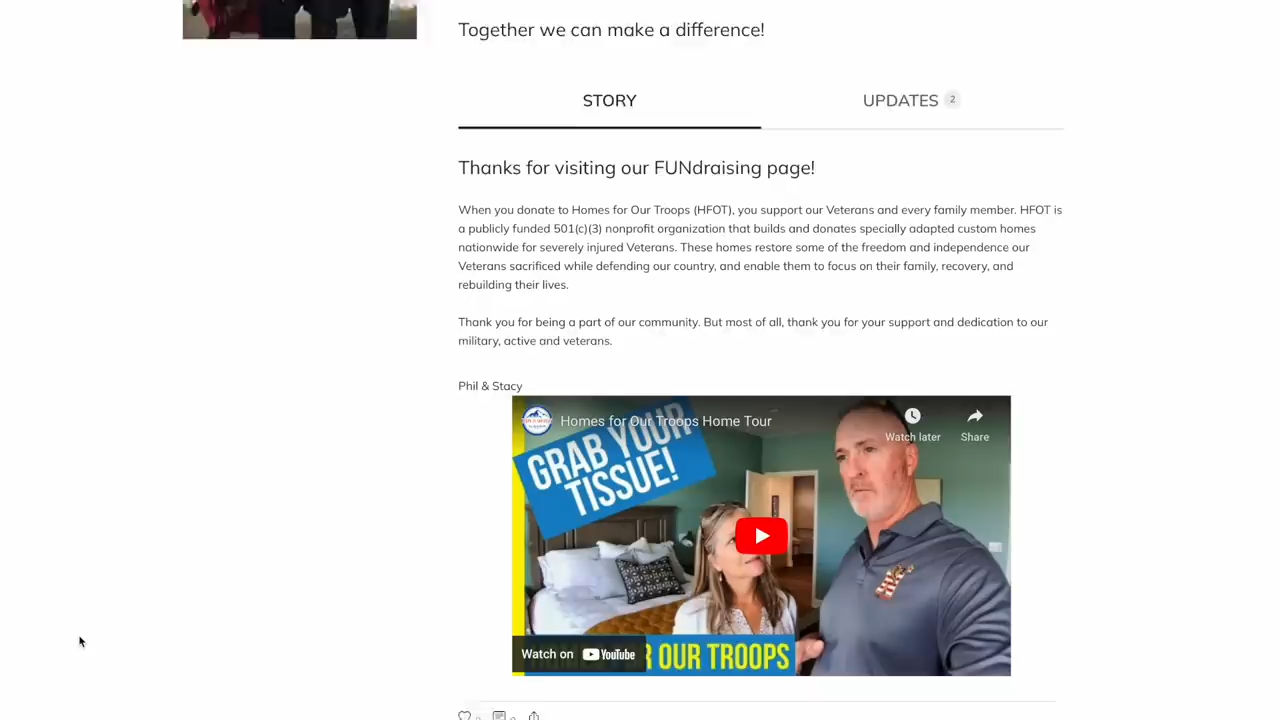 Together we can make a difference!
STORY
UPDATES 2
Thanks for visiting our FUNdraising page!
When you donate to Homes for Our Troops (HFOT), you support our Veterans and every family member. HFOT is
a publicly funded 501(c)(3) nonprofit organization that builds and donates specially adapted custom homes
nationwide for severely injured Veterans. These homes restore some of the freedom and independence our
Veterans sacrificed while defending our country, and enable them to focus on their family, recovery, and
rebuilding their lives.
Thank you for being a part of our community. But most of all, thank you for your support and dedication to our
military, active and veterans.
Phil & Stacy
Homes for Our Troops Home Tour
Watch later
Share
GRAB YOUR
TISSUE!
Watch on YouTube
OUR TROOPS